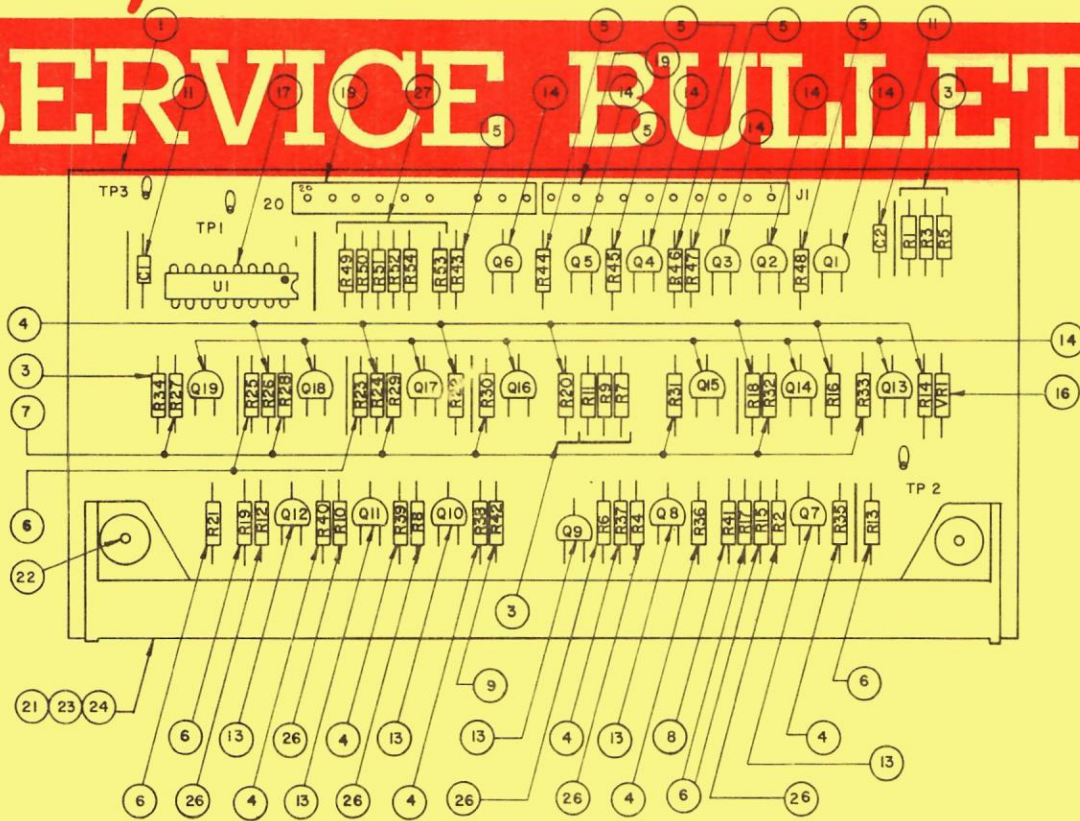 1 5 5 5 5 11
SERVICE BULLET
11 17 19 27 5 14 14 19 5 14 14 14 14 3
TP3 TP1 20 20 1 J1
C1 U1 1 R49 R50 R51 R52 R54 R53 R43 Q6 R44 Q5 R45 Q4 R46 R47 Q3 Q2 R48 Q1 C2 R1 R3 R5
4 14
3 R34 R27 Q19 R25 R26 R28 Q18 R23 R24 R29 Q17 R30 Q16 R20 R11 R9 R7 R31 Q15 R18 R32 Q14 R16 R33 Q13 R14 VR1 16
7
TP 2
6 R21 R19 R12 Q12 R40 R10 Q11 R39 R8 Q10 R38 R42 Q9 R6 R37 R4 Q8 R36 R41 R17 R15 R2 Q7 R35 R13
22
3
9 6
21 23 24
6 13 26 4 13 13 4 13 8 4 13
6 26 4 13 26 4 26 26 4 6 26